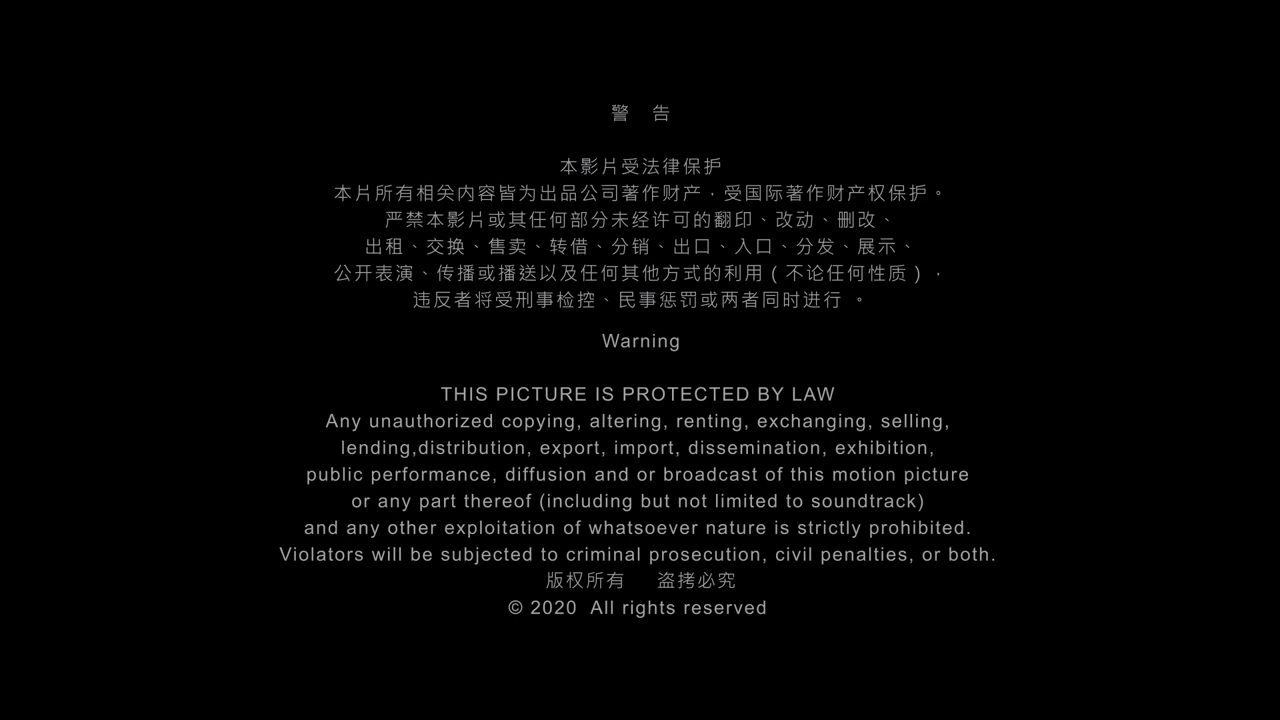 警 告
本影片受法律保护
本片所有相关内容皆为出品公司著作财产，受国际著作财产权保护。
严禁本影片或其任何部分未经许可的翻印、改动、删改、
出租、交换、售卖、转借、分销、出口、入口、分发、展示、
公开表演、传播或播送以及任何其他方式的利用（不论任何性质），
违反者将受刑事检控、民事惩罚或两者同时进行 。
Warning
THIS PICTURE IS PROTECTED BY LAW
Any unauthorized copying, altering, renting, exchanging, selling,
lending,distribution, export, import, dissemination, exhibition,
public performance, diffusion and or broadcast of this motion picture
or any part thereof (including but not limited to soundtrack)
and any other exploitation of whatsoever nature is strictly prohibited.
Violators will be subjected to criminal prosecution, civil penalties, or both.
版权所有 盗拷必究
© 2020 All rights reserved